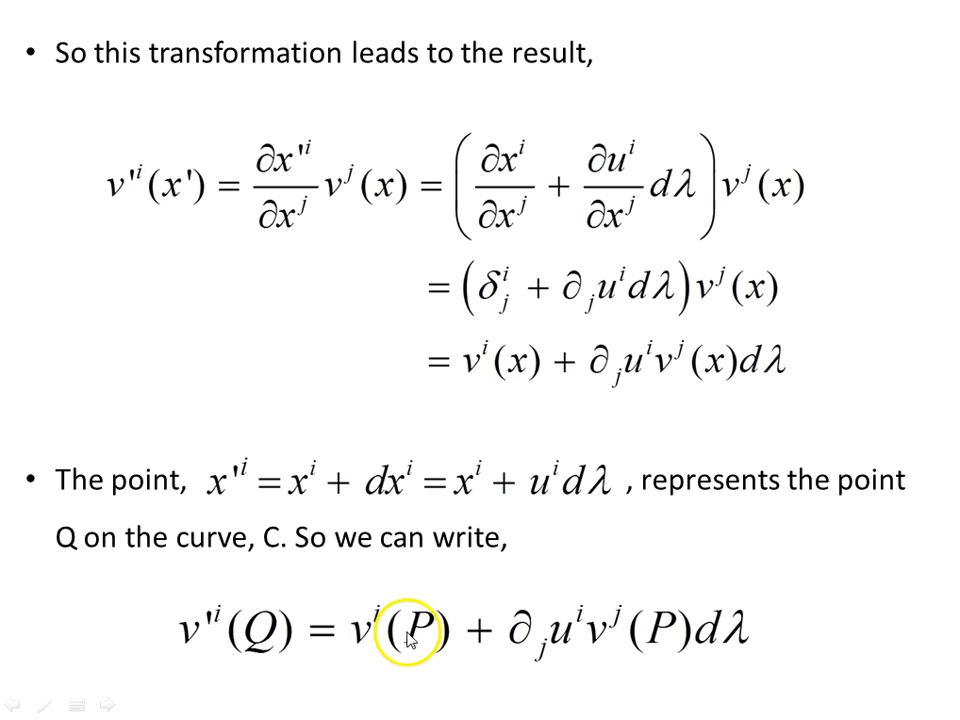 • So this transformation leads to the result,
v'^i(x') = ∂x'^i/∂x^j v^j(x) = (∂x^i/∂x^j + ∂u^i/∂x^j dλ) v^j(x)
= (δ^i_j + ∂_j u^i dλ) v^j(x)
= v^i(x) + ∂_j u^i v^j(x) dλ
• The point, x'^i = x^i + dx^i = x^i + u^i dλ , represents the point
Q on the curve, C. So we can write,
v'^i(Q) = v^i(P) + ∂_j u^i v^j(P) dλ